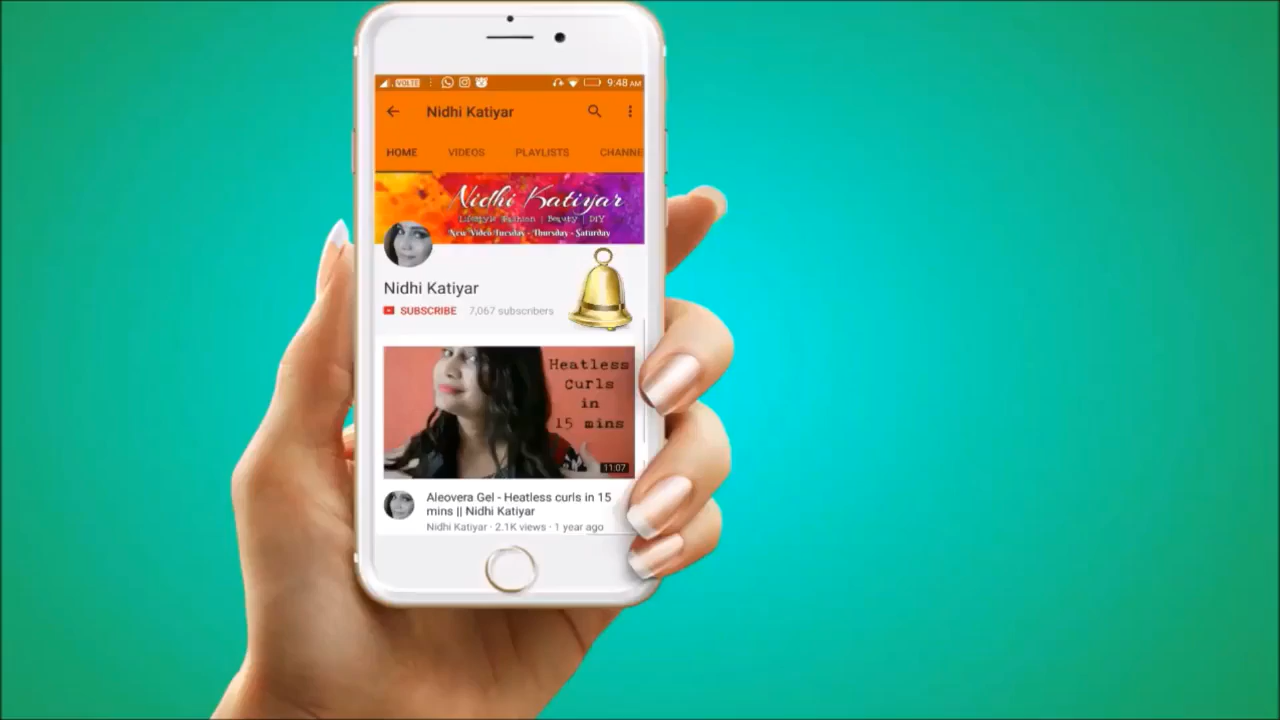 VOLTE
9:48 AM
Nidhi Katiyar
HOME VIDEOS PLAYLISTS CHANNE
Nidhi Katiyar
Lifestyle Fashion | Beauty | DIY
New Video Tuesday - Thursday - Saturday
Nidhi Katiyar
SUBSCRIBE 7,067 subscribers
Heatless
Curls
in
15 mins
11:07
Aleovera Gel - Heatless curls in 15
mins || Nidhi Katiyar
Nidhi Katiyar · 2.1K views · 1 year ago